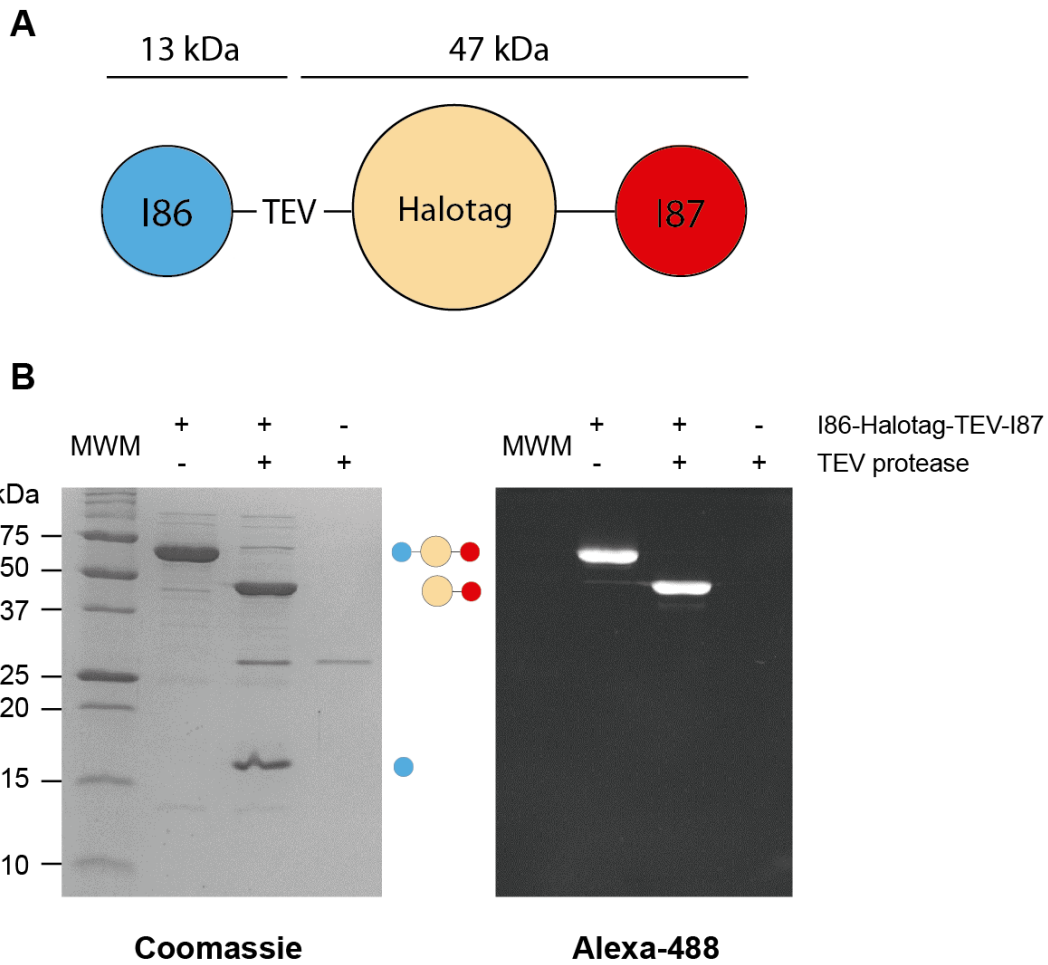 A
13 kDa 47 kDa
I86 TEV Halotag I87
B
+ + - + + - I86-Halotag-TEV-I87
MWM MWM
- + + - + + TEV protease
kDa
75
50
37
25
20
15
10
Coomassie Alexa-488